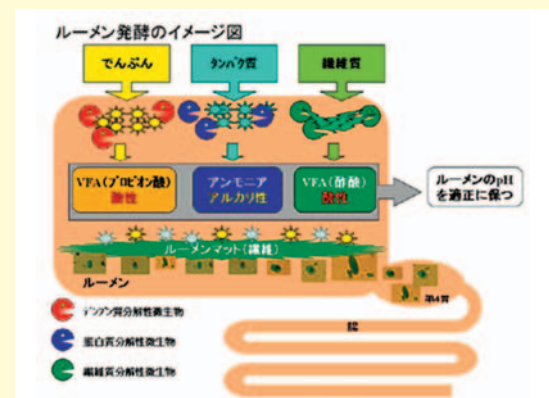 ルーメン発酵のイメージ図
でんぷん
タンパク質
繊維質
VFA(プロピオン酸)
酸性
アンモニア
アルカリ性
VFA(酢酸)
酸性
ルーメンのpH
を適正に保つ
ルーメンマット(繊維)
ルーメン
第4胃
腸
デンプン質分解性微生物
蛋白質分解性微生物
繊維質分解性微生物